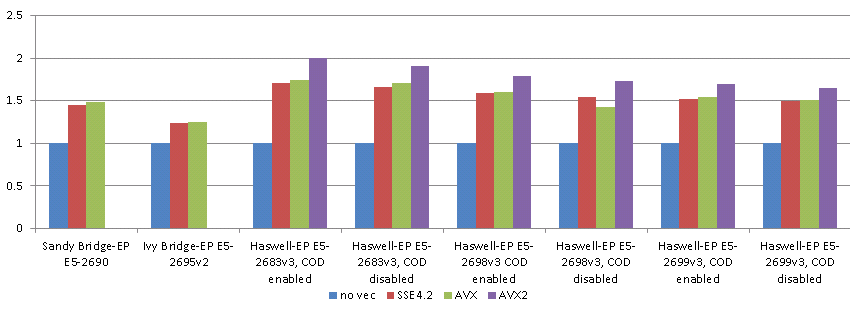 2.5
2
1.5
1
0.5
0
Sandy Bridge-EP
E5-2690
Ivy Bridge-EP E5-
2695v2
Haswell-EP E5-
2683v3, COD
enabled
Haswell-EP E5-
2683v3, COD
disabled
Haswell-EP E5-
2698v3 COD
enabled
Haswell-EP E5-
2698v3, COD
disabled
Haswell-EP E5-
2699v3, COD
enabled
Haswell-EP E5-
2699v3, COD
disabled
no vec SSE4.2 AVX AVX2